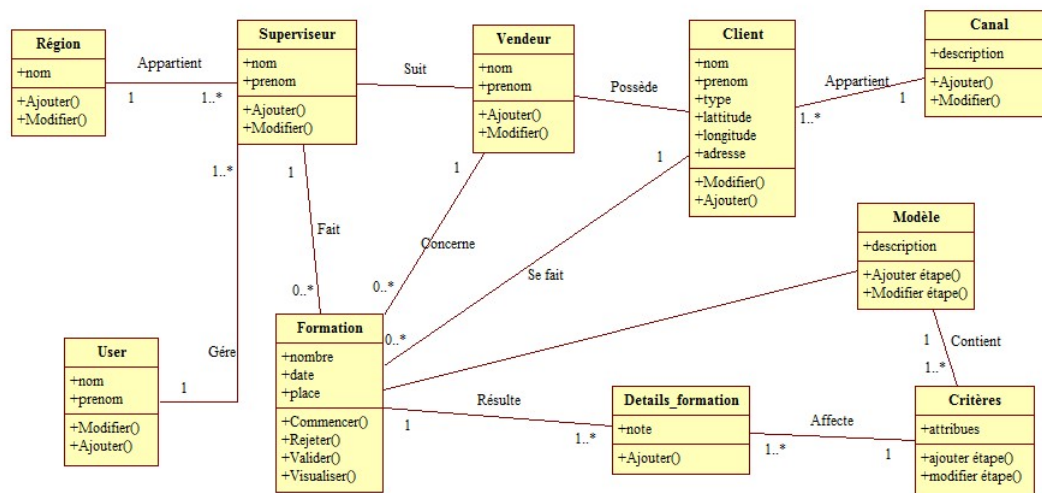 Région
+nom
+Ajouter()
+Modifier()
Appartient
1
1..*
Superviseur
+nom
+prenom
+Ajouter()
+Modifier()
Suit
Vendeur
+nom
+prenom
+Ajouter()
+Modifier()
Possède
Client
+nom
+prenom
+type
+lattitude
+longitude
+adresse
+Modifier()
+Ajouter()
Appartient
1..*
1
Canal
+description
+Ajouter()
+Modifier()
1..*
Gére
1
1
Fait
0..*
1
Concerne
0..*
1
Se fait
0..*
Modèle
+description
+Ajouter étape()
+Modifier étape()
1
Contient
1..*
User
+nom
+prenom
+Modifier()
+Ajouter()
Formation
+nombre
+date
+place
+Commencer()
+Rejeter()
+Valider()
+Visualiser()
Résulte
1
1..*
Details_formation
+note
+Ajouter()
Affecte
1..*
1
Critères
+attribues
+ajouter étape()
+modifier étape()